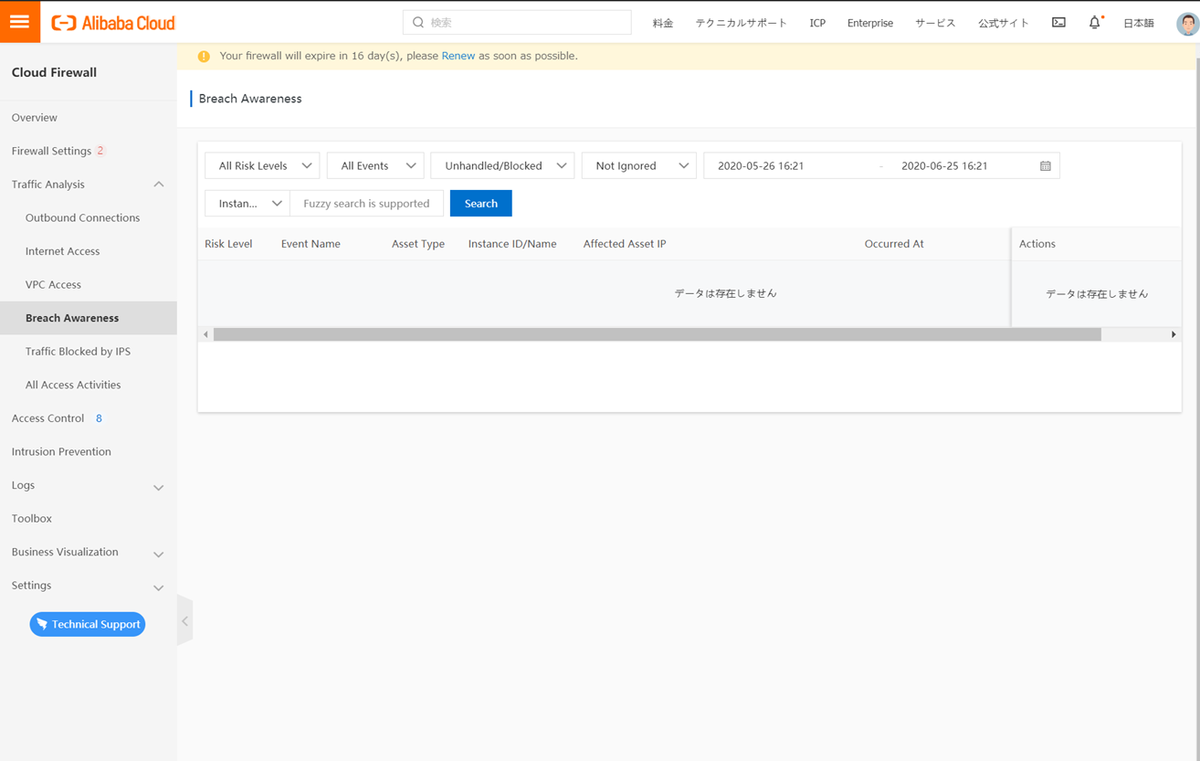 Alibaba Cloud
検索
料金 テクニカルサポート ICP Enterprise サービス 公式サイト 日本語
Cloud Firewall
Overview
Firewall Settings 2
Traffic Analysis
Outbound Connections
Internet Access
VPC Access
Breach Awareness
Traffic Blocked by IPS
All Access Activities
Access Control 8
Intrusion Prevention
Logs
Toolbox
Business Visualization
Settings
Technical Support
Your firewall will expire in 16 day(s), please Renew as soon as possible.
Breach Awareness
All Risk Levels All Events Unhandled/Blocked Not Ignored 2020-05-26 16:21 - 2020-06-25 16:21
Instan... Fuzzy search is supported Search
Risk Level Event Name Asset Type Instance ID/Name Affected Asset IP Occurred At Actions
データは存在しません データは存在しません